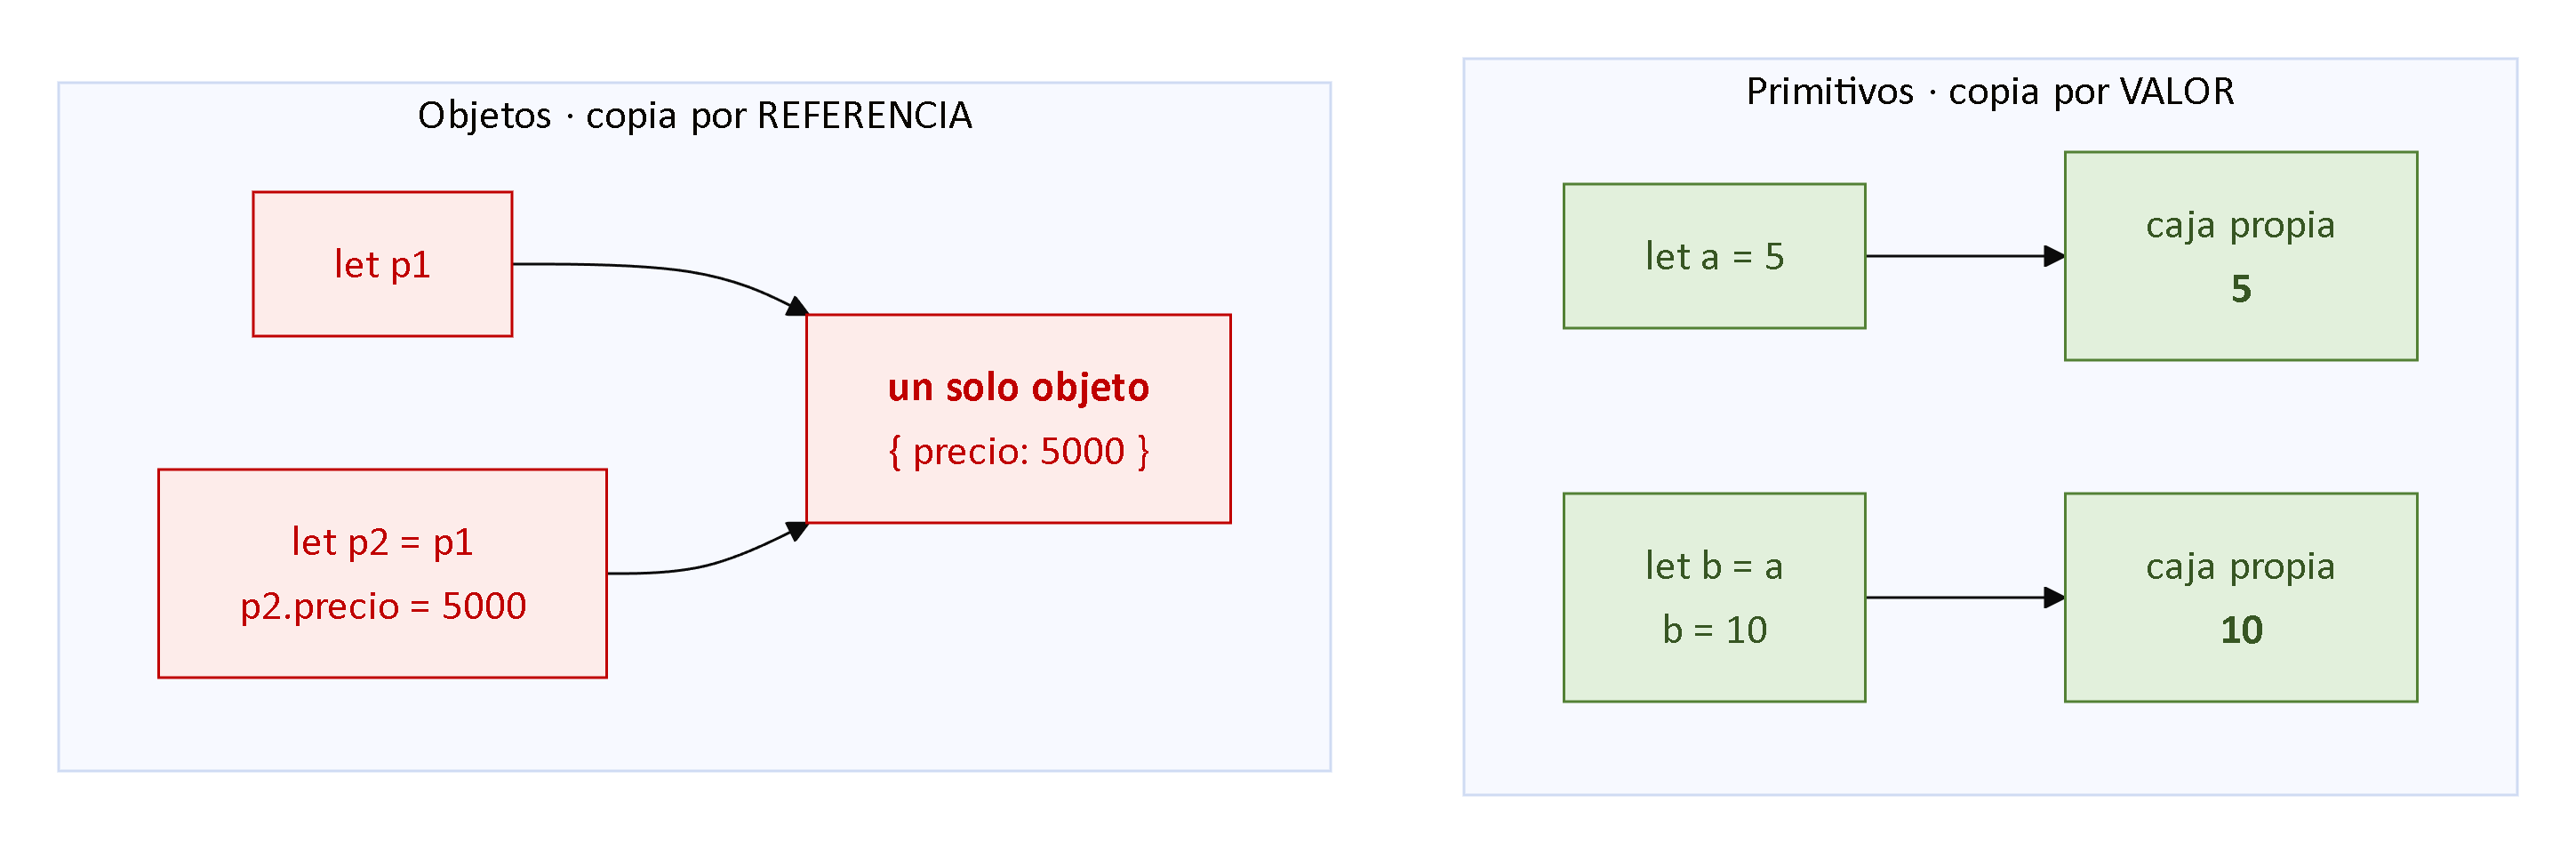 Objetos · copia por REFERENCIA
let p1
un solo objeto
{ precio: 5000 }
let p2 = p1
p2.precio = 5000
Primitivos · copia por VALOR
let a = 5
caja propia
5
let b = a
b = 10
caja propia
10